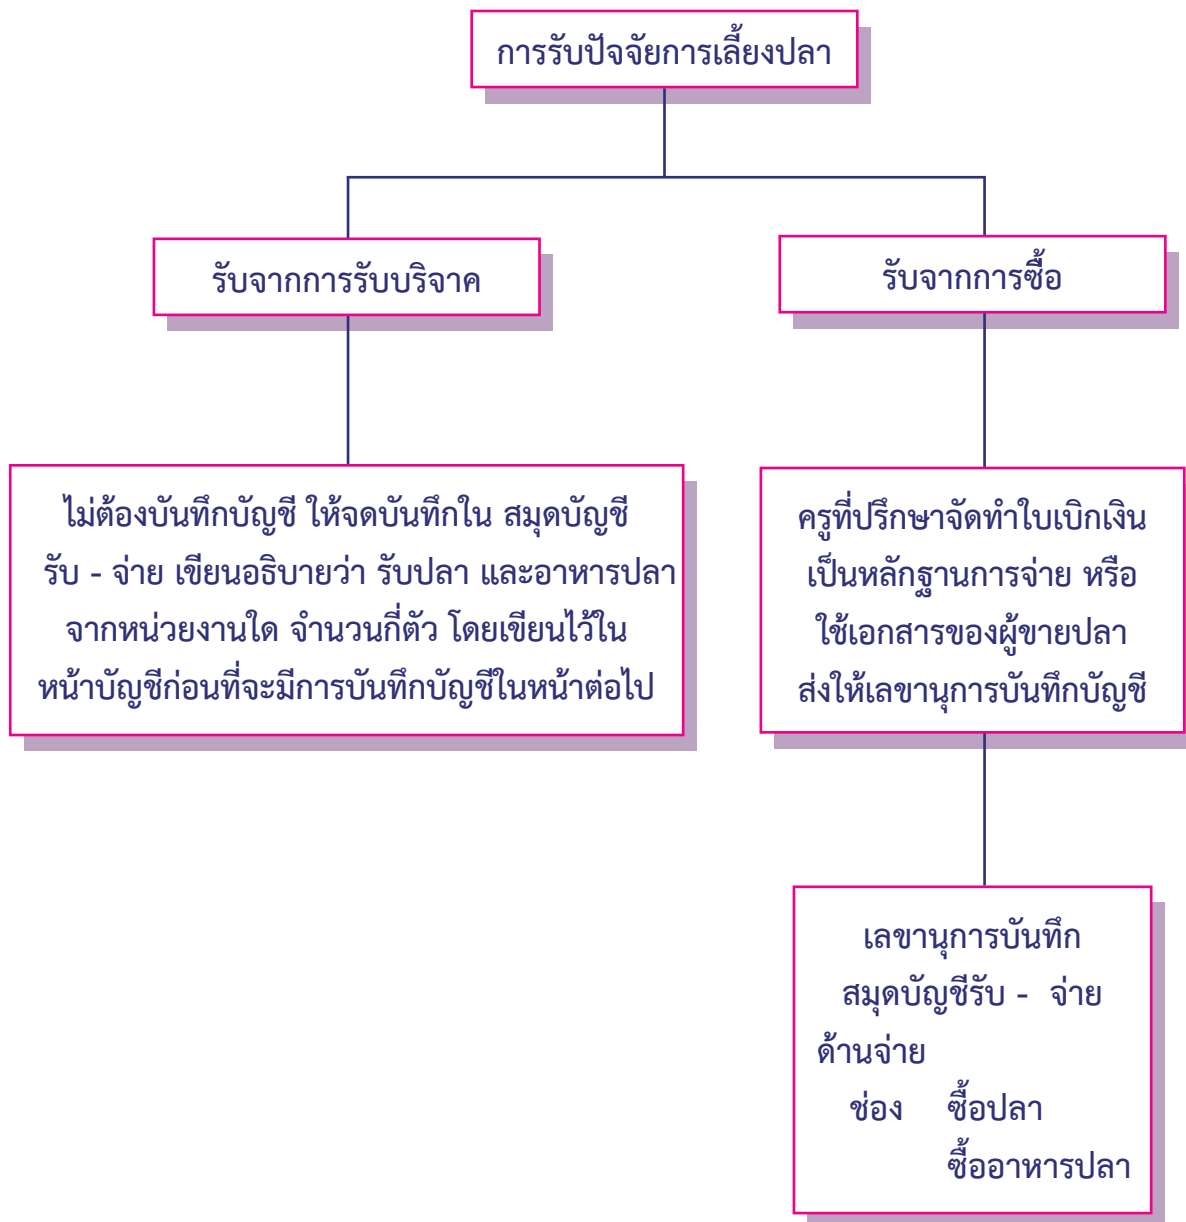 การรับปัจจัยการเลี้ยงปลา
รับจากการรับบริจาค
รับจากการซื้อ
ไม่ต้องบันทึกบัญชี ให้จดบันทึกใน สมุดบัญชี
รับ - จ่าย เขียนอธิบายว่า รับปลา และอาหารปลา
จากหน่วยงานใด จำนวนกี่ตัว โดยเขียนไว้ใน
หน้าบัญชีก่อนที่จะมีการบันทึกบัญชีในหน้าต่อไป
ครูที่ปรึกษาจัดทำใบเบิกเงิน
เป็นหลักฐานการจ่าย หรือ
ใช้เอกสารของผู้ขายปลา
ส่งให้เลขานุการบันทึกบัญชี
เลขานุการบันทึก
สมุดบัญชีรับ - จ่าย
ด้านจ่าย
ช่อง ซื้อปลา
ซื้ออาหารปลา